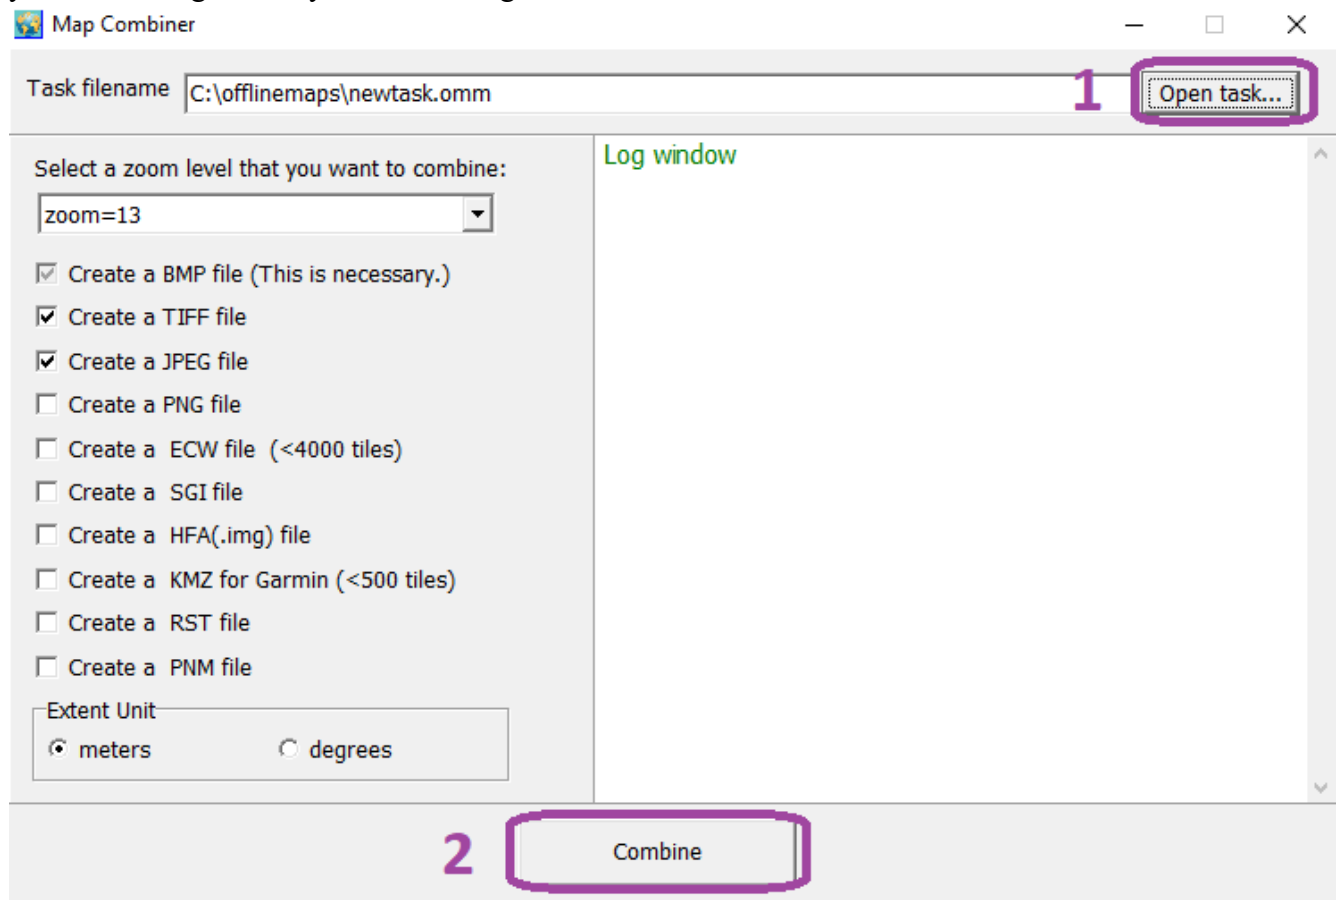 Map Combiner
Task filename C:\offlinemaps\newtask.omm 1 Open task...
Select a zoom level that you want to combine:
zoom=13
Create a BMP file (This is necessary.)
Create a TIFF file
Create a JPEG file
Create a PNG file
Create a ECW file (<4000 tiles)
Create a SGI file
Create a HFA(.img) file
Create a KMZ for Garmin (<500 tiles)
Create a RST file
Create a PNM file
Extent Unit
meters degrees
Log window
2 Combine